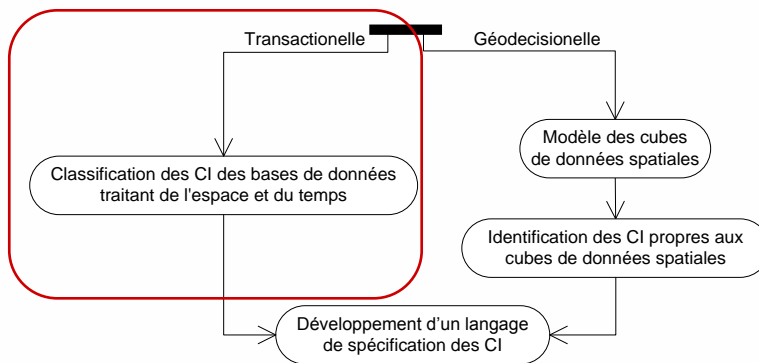 Transactionelle
Géodecisionelle
Classification des CI des bases de données
traitant de l'espace et du temps
Modèle des cubes
de données spatiales
Identification des CI propres aux
cubes de données spatiales
Développement d’un langage
de spécification des CI